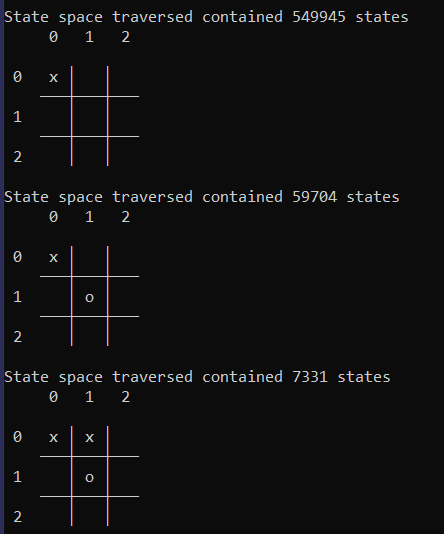 State space traversed contained 549945 states
0 1 2
0 x
1
2
State space traversed contained 59704 states
0 1 2
0 x
1 o
2
State space traversed contained 7331 states
0 1 2
0 x x
1 o
2